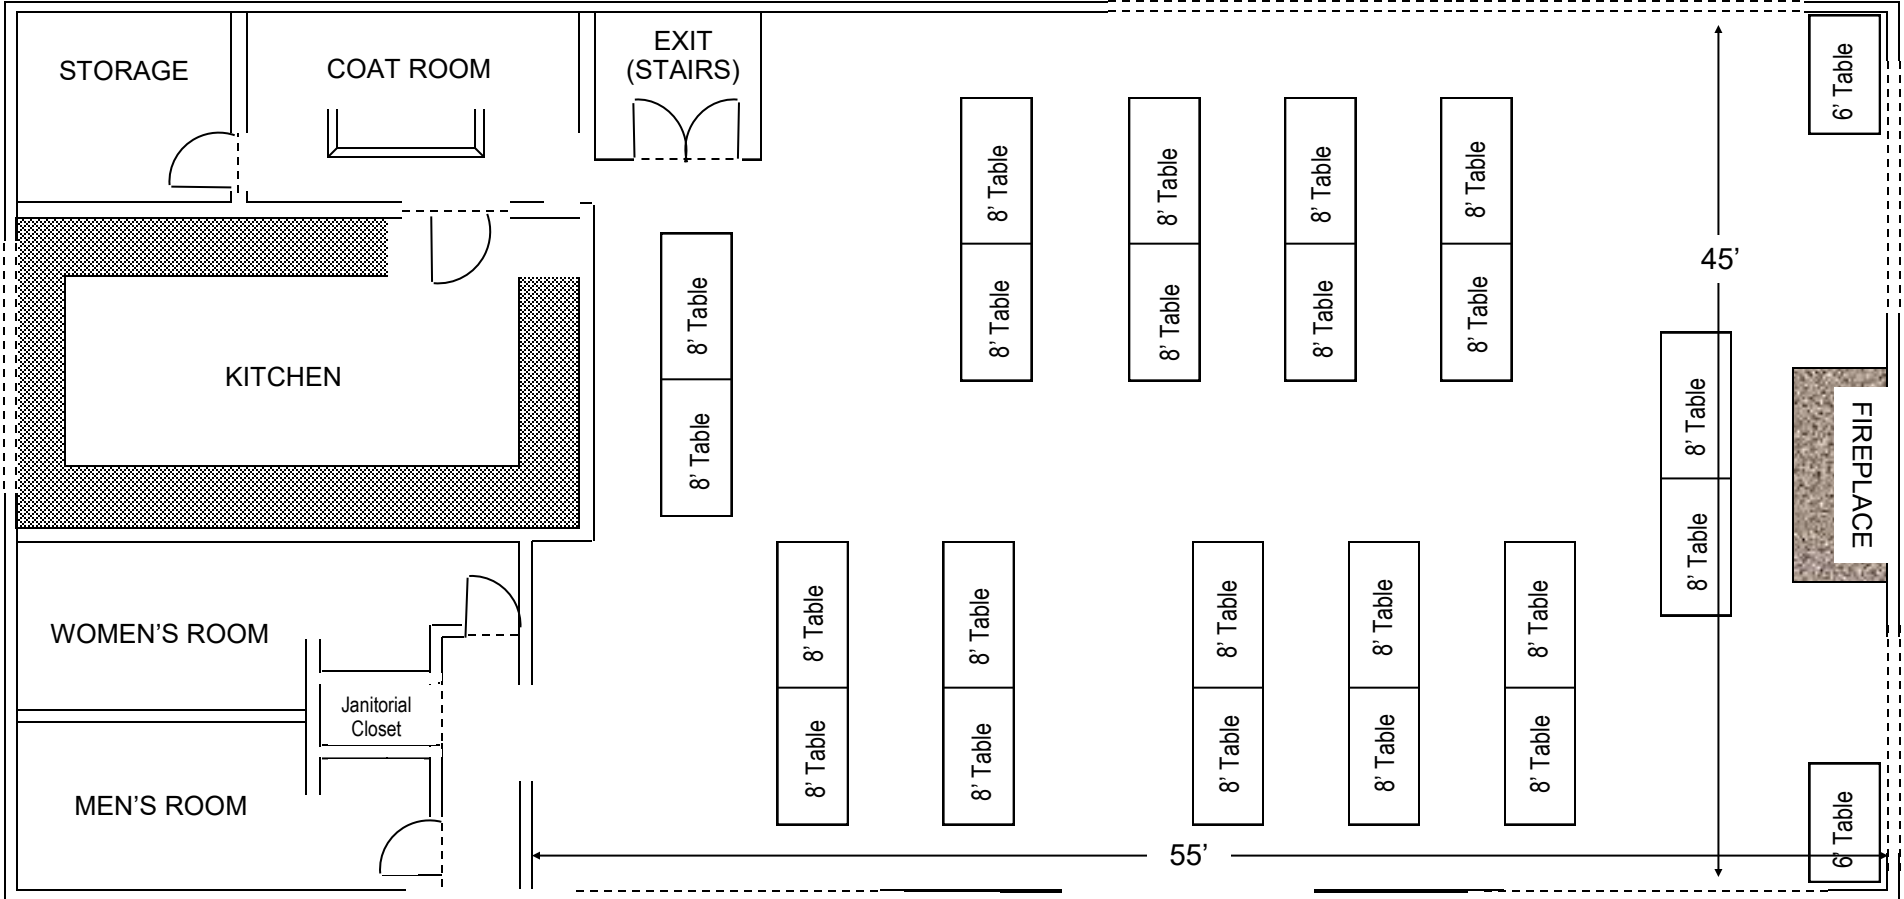 STORAGE
COAT ROOM
EXIT
(STAIRS)
6’ Table
8’ Table
8’ Table
8’ Table
8’ Table
45’
8’ Table
8’ Table
8’ Table
8’ Table
8’ Table
KITCHEN
8’ Table
8’ Table
FIREPLACE
8’ Table
8’ Table
8’ Table
8’ Table
8’ Table
8’ Table
WOMEN’S ROOM
Janitorial
Closet
8’ Table
8’ Table
8’ Table
8’ Table
8’ Table
MEN’S ROOM
6’ Table
55’